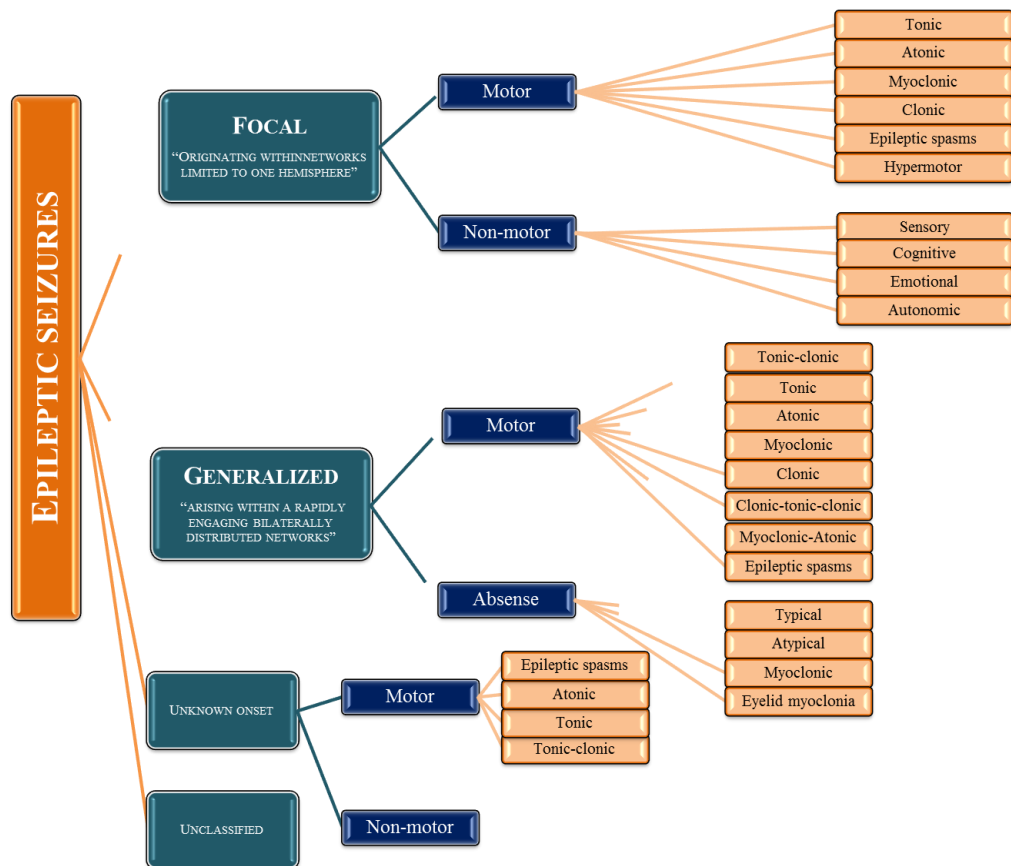 EPILEPTIC SEIZURES
FOCAL
“ORIGINATING WITHINNETWORKS
LIMITED TO ONE HEMISPHERE”
Motor
Tonic
Atonic
Myoclonic
Clonic
Epileptic spasms
Hypermotor
Non-motor
Sensory
Cognitive
Emotional
Autonomic
GENERALIZED
“ARISING WITHIN A RAPIDLY
ENGAGING BILATERALLY
DISTRIBUTED NETWORKS”
Motor
Tonic-clonic
Tonic
Atonic
Myoclonic
Clonic
Clonic-tonic-clonic
Myoclonic-Atonic
Epileptic spasms
Absense
Typical
Atypical
Myoclonic
Eyelid myoclonia
UNKNOWN ONSET
Motor
Epileptic spasms
Atonic
Tonic
Tonic-clonic
Non-motor
UNCLASSIFIED